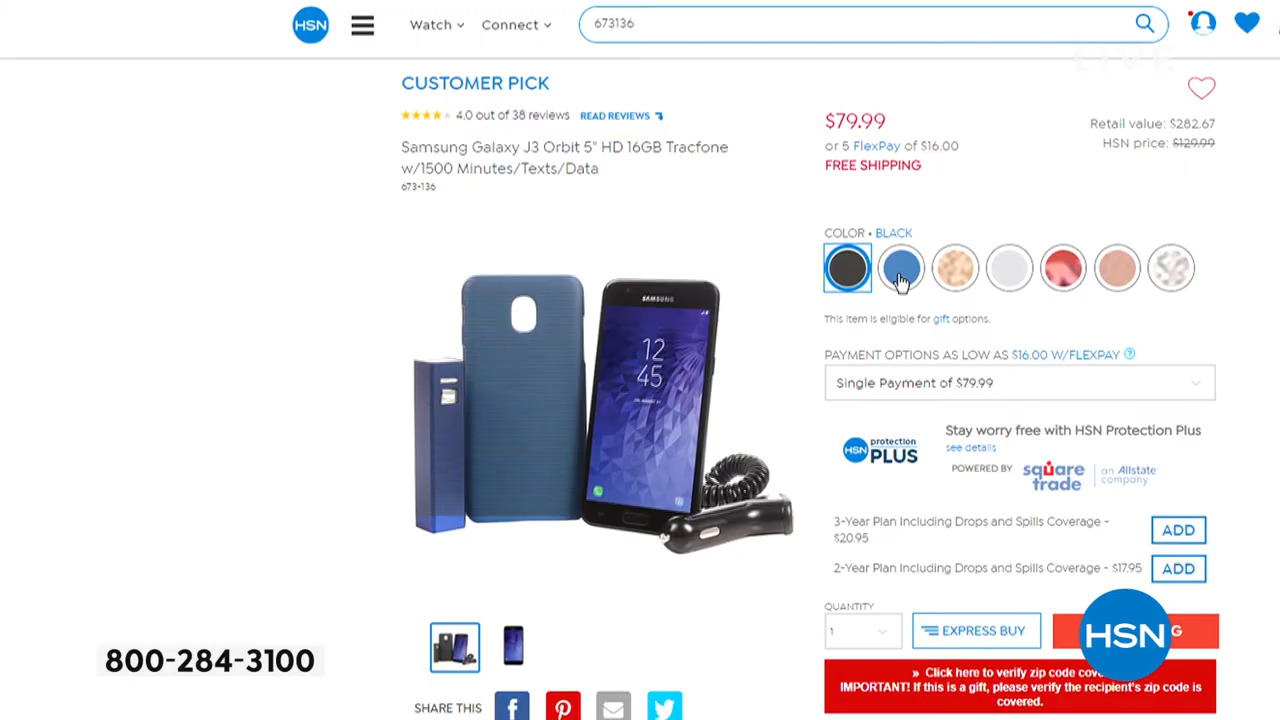 HSN
Watch
Connect
673136
LIVE
CUSTOMER PICK
4.0 out of 38 reviews READ REVIEWS
Samsung Galaxy J3 Orbit 5" HD 16GB Tracfone
w/1500 Minutes/Texts/Data
673-136
$79.99
or 5 FlexPay of $16.00
FREE SHIPPING
Retail value: $282.67
HSN price: $129.99
COLOR • BLACK
This item is eligible for gift options.
PAYMENT OPTIONS AS LOW AS $16.00 W/FLEXPAY ?
Single Payment of $79.99
HSN protection PLUS
Stay worry free with HSN Protection Plus
see details
POWERED BY square trade an Allstate company
3-Year Plan Including Drops and Spills Coverage -
$20.95
ADD
2-Year Plan Including Drops and Spills Coverage - $17.95
ADD
QUANTITY
1
EXPRESS BUY
HSN
G
» Click here to verify zip code
IMPORTANT! If this is a gift, please verify the recipient's zip code is
covered.
SAMSUNG
12
45
800-284-3100
SHARE THIS